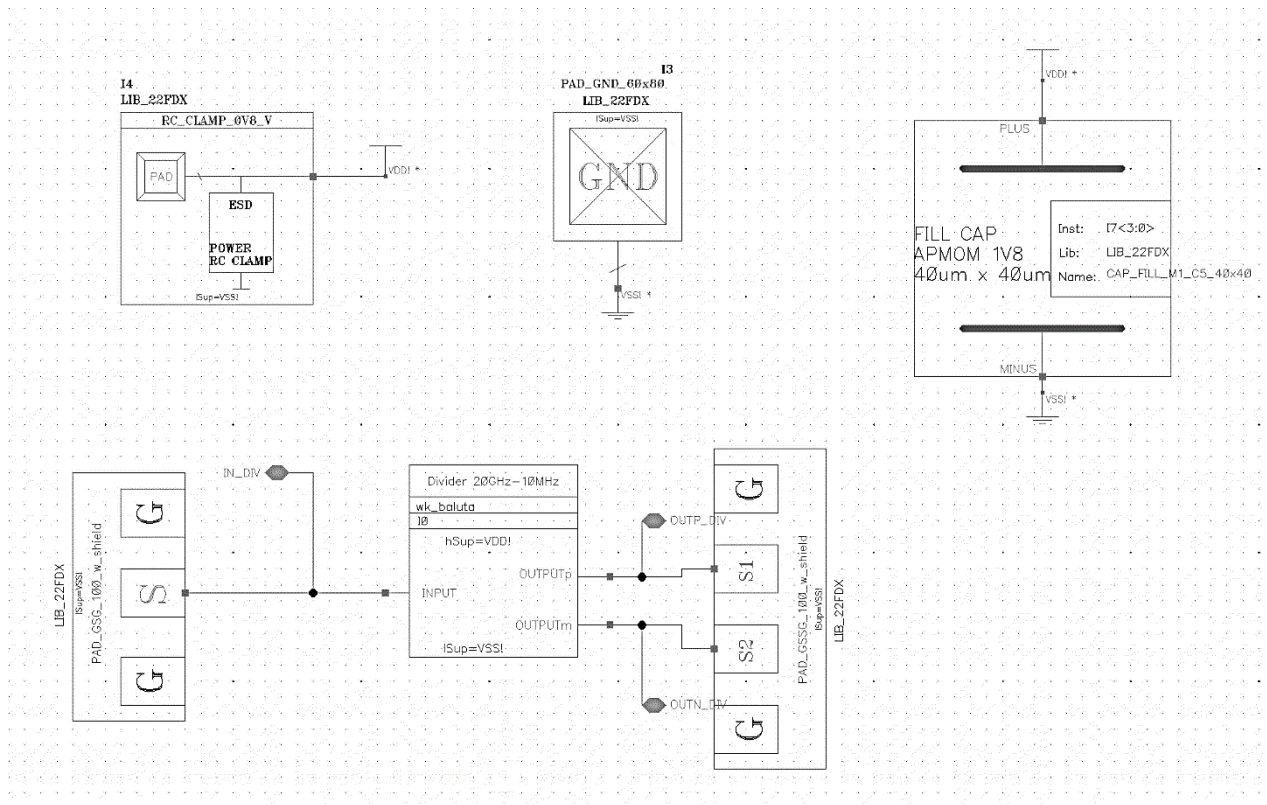 I4
LIB_22FDX
RC_CLAMP_0V8_V
PAD
ESD
POWER
RC CLAMP
lSup=VSS!
VDD! *
I3
PAD_GND_60x80
LIB_22FDX
lSup=VSS!
GND
VSS! *
VDD! *
PLUS
FILL CAP
APMOM 1V8
40um x 40um
Inst: I7<3:0>
Lib: LIB_22FDX
Name: CAP_FILL_M1_C5_40x40
MINUS
VSS! *
LIB_22FDX
lSup=VSS!
PAD_GSG_100_w_shield
G
S
G
IN_DIV
Divider 20GHz-10MHz
wk_baluta
I0
hSup=VDD!
OUTPUTp
INPUT
OUTPUTm
lSup=VSS!
OUTP_DIV
OUTN_DIV
G
S1
S2
G
PAD_GSSG_100_w_shield
lSup=VSS!
LIB_22FDX